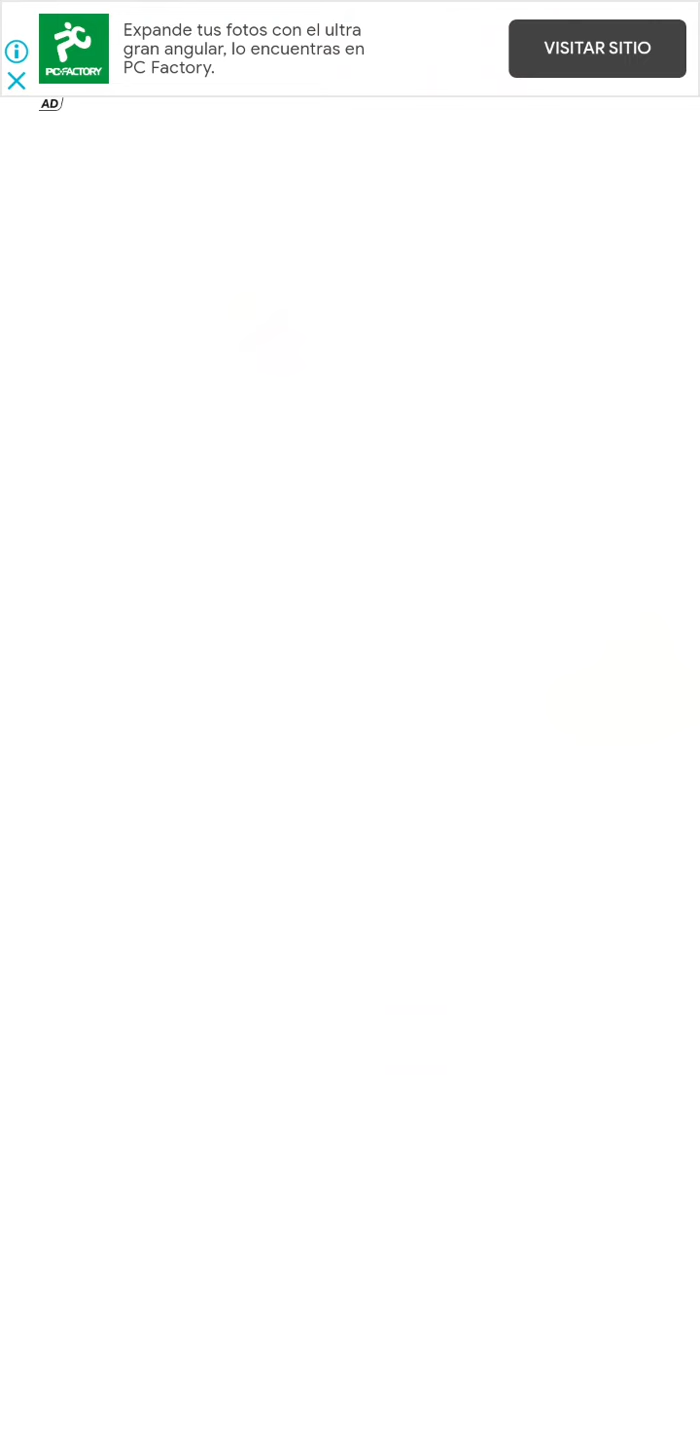 Expande tus fotos con el ultra
gran angular, lo encuentras en
PC Factory.
VISITAR SITIO
PC FACTORY
AD